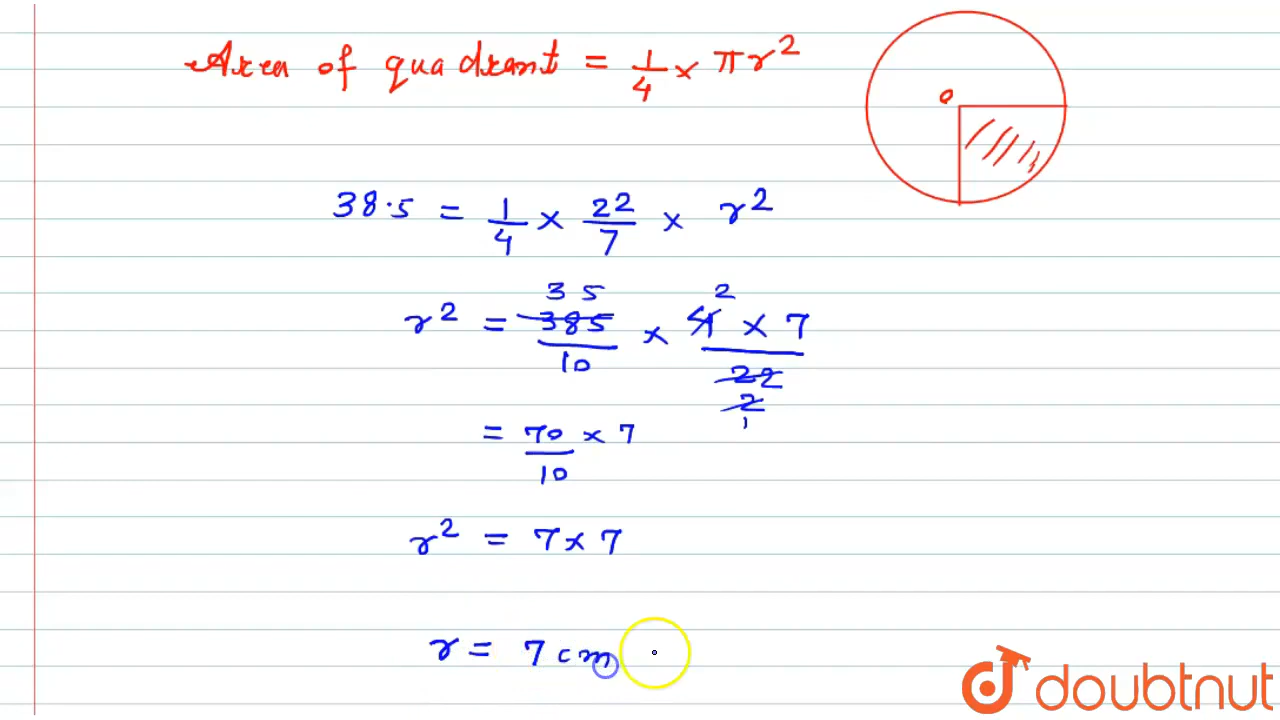 Area of quadrant = 1/4 × πr²
O
38.5 = 1/4 × 22/7 × r²
35 2
r² = 385/10 × 4 × 7/22
2
1
= 70/10 × 7
r² = 7 × 7
r = 7 cm
doubtnut